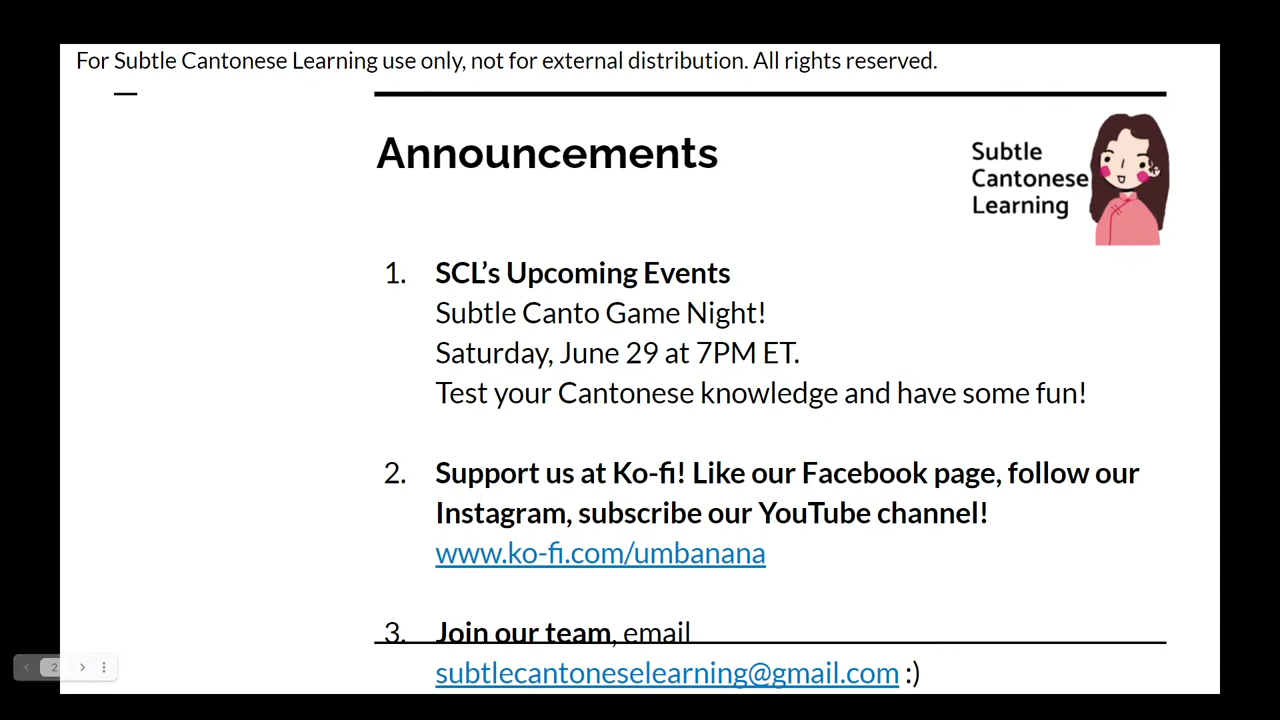 For Subtle Cantonese Learning use only, not for external distribution. All rights reserved.
Announcements
Subtle
Cantonese
Learning
1. SCL’s Upcoming Events
Subtle Canto Game Night!
Saturday, June 29 at 7PM ET.
Test your Cantonese knowledge and have some fun!
2. Support us at Ko-fi! Like our Facebook page, follow our
Instagram, subscribe our YouTube channel!
www.ko-fi.com/umbanana
3. Join our team, email
subtlecantoneselearning@gmail.com :)
2